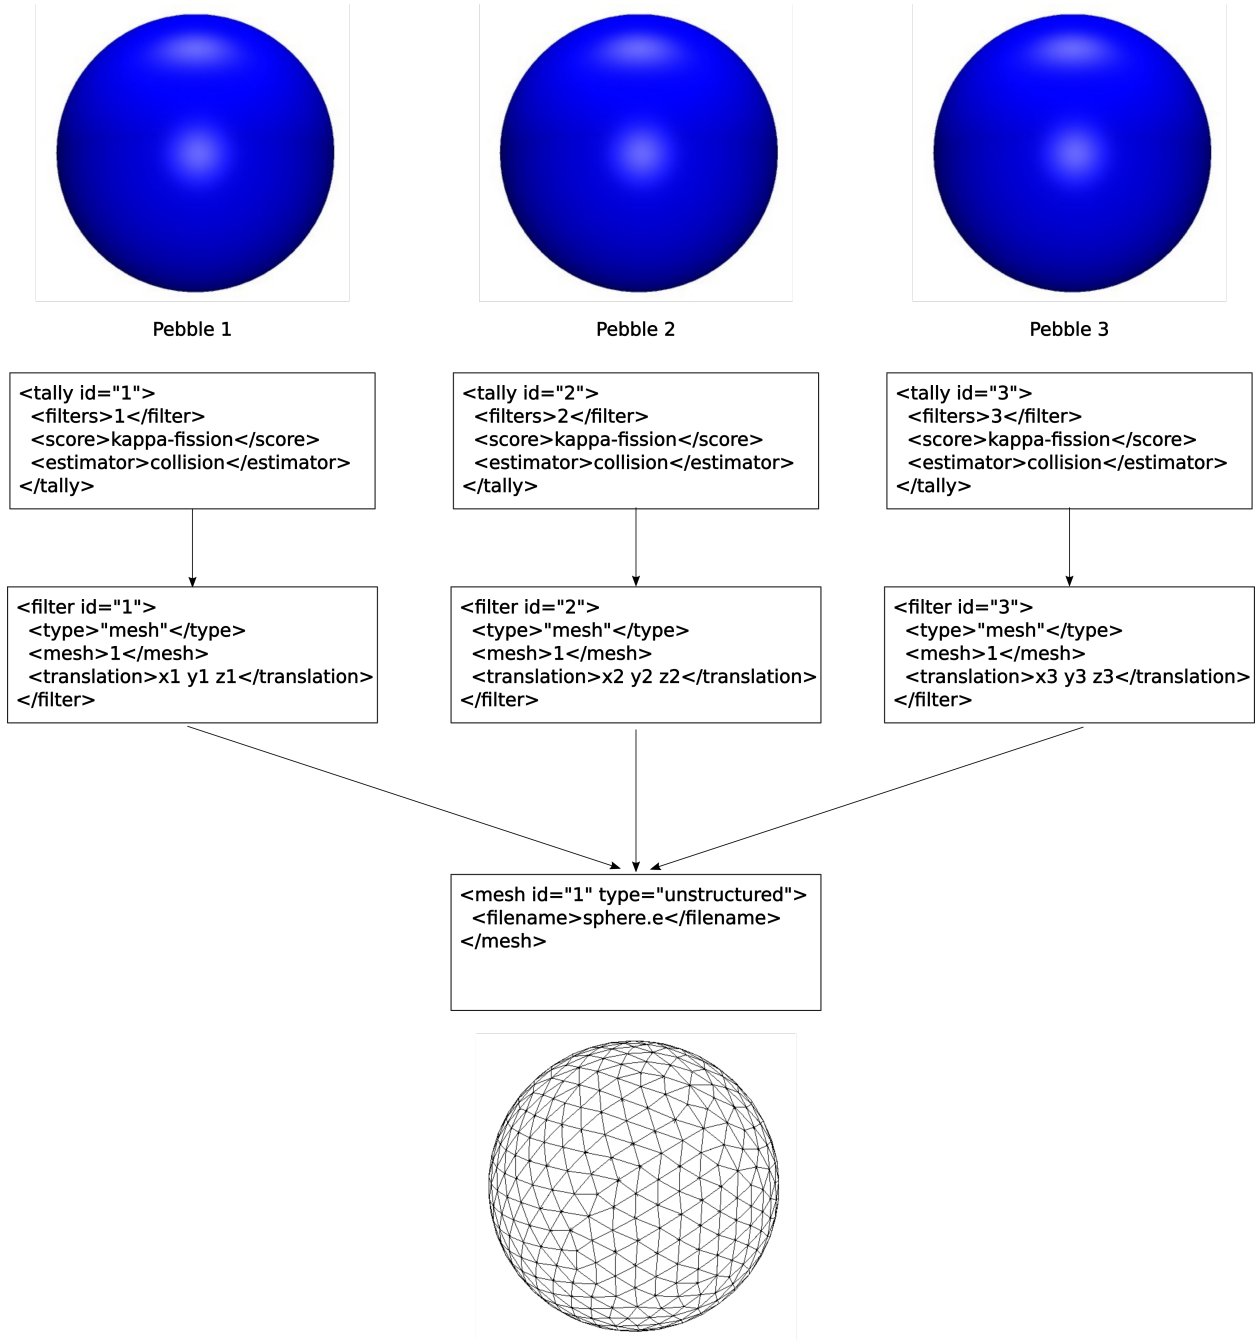 Pebble 1
Pebble 2
Pebble 3
<tally id="1">
<filters>1</filter>
<score>kappa-fission</score>
<estimator>collision</estimator>
</tally>
<tally id="2">
<filters>2</filter>
<score>kappa-fission</score>
<estimator>collision</estimator>
</tally>
<tally id="3">
<filters>3</filter>
<score>kappa-fission</score>
<estimator>collision</estimator>
</tally>
<filter id="1">
<type>"mesh"</type>
<mesh>1</mesh>
<translation>x1 y1 z1</translation>
</filter>
<filter id="2">
<type>"mesh"</type>
<mesh>1</mesh>
<translation>x2 y2 z2</translation>
</filter>
<filter id="3">
<type>"mesh"</type>
<mesh>1</mesh>
<translation>x3 y3 z3</translation>
</filter>
<mesh id="1" type="unstructured">
<filename>sphere.e</filename>
</mesh>